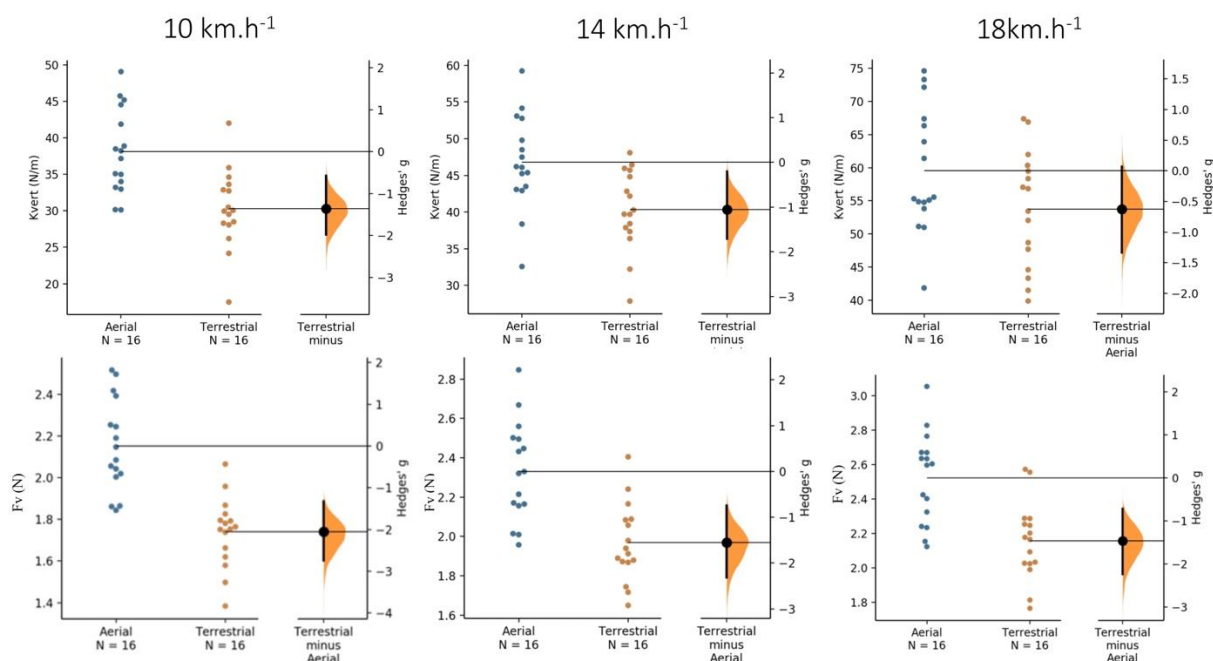 10 km.h⁻¹
14 km.h⁻¹
18km.h⁻¹
Kvert (N/m)
50
45
40
35
30
25
20
2
1
0
−1
−2
−3
Hedges' g
Aerial
N = 16
Terrestrial
N = 16
Terrestrial
minus
Kvert (N/m)
60
55
50
45
40
35
30
2
1
0
−1
−2
−3
Hedges' g
Aerial
N = 16
Terrestrial
N = 16
Terrestrial
minus
Kvert (N/m)
75
70
65
60
55
50
45
40
1.5
1.0
0.5
0.0
−0.5
−1.0
−1.5
−2.0
Hedges' g
Aerial
N = 16
Terrestrial
N = 16
Terrestrial
minus
Aerial
Fv (N)
2.4
2.2
2.0
1.8
1.6
1.4
2
1
0
−1
−2
−3
−4
Hedges' g
Aerial
N = 16
Terrestrial
N = 16
Terrestrial
minus
Aerial
Fv (N)
2.8
2.6
2.4
2.2
2.0
1.8
1.6
2
1
0
−1
−2
−3
Hedges' g
Aerial
N = 16
Terrestrial
N = 16
Terrestrial
minus
Aerial
Fv (N)
3.0
2.8
2.6
2.4
2.2
2.0
1.8
2
1
0
−1
−2
−3
Hedges' g
Aerial
N = 16
Terrestrial
N = 16
Terrestrial
minus
Aerial